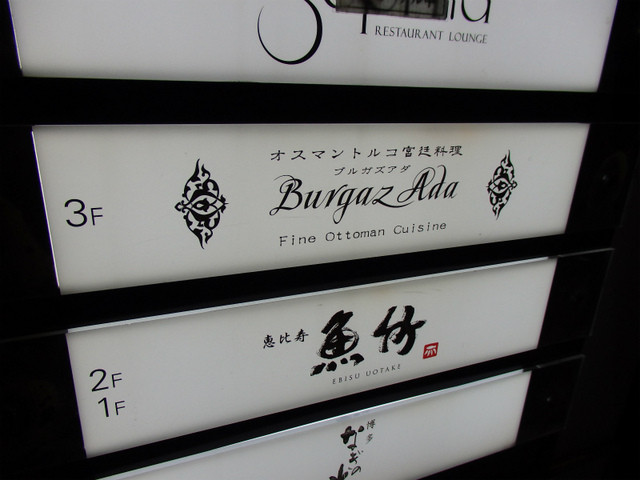 RESTAURANT LOUNGE
オスマントルコ宮廷料理
ブルガズアダ
3F
Burgaz Ada
Fine Ottoman Cuisine
恵比寿
魚竹
EBISU UOTAKE
2F
1F
博多